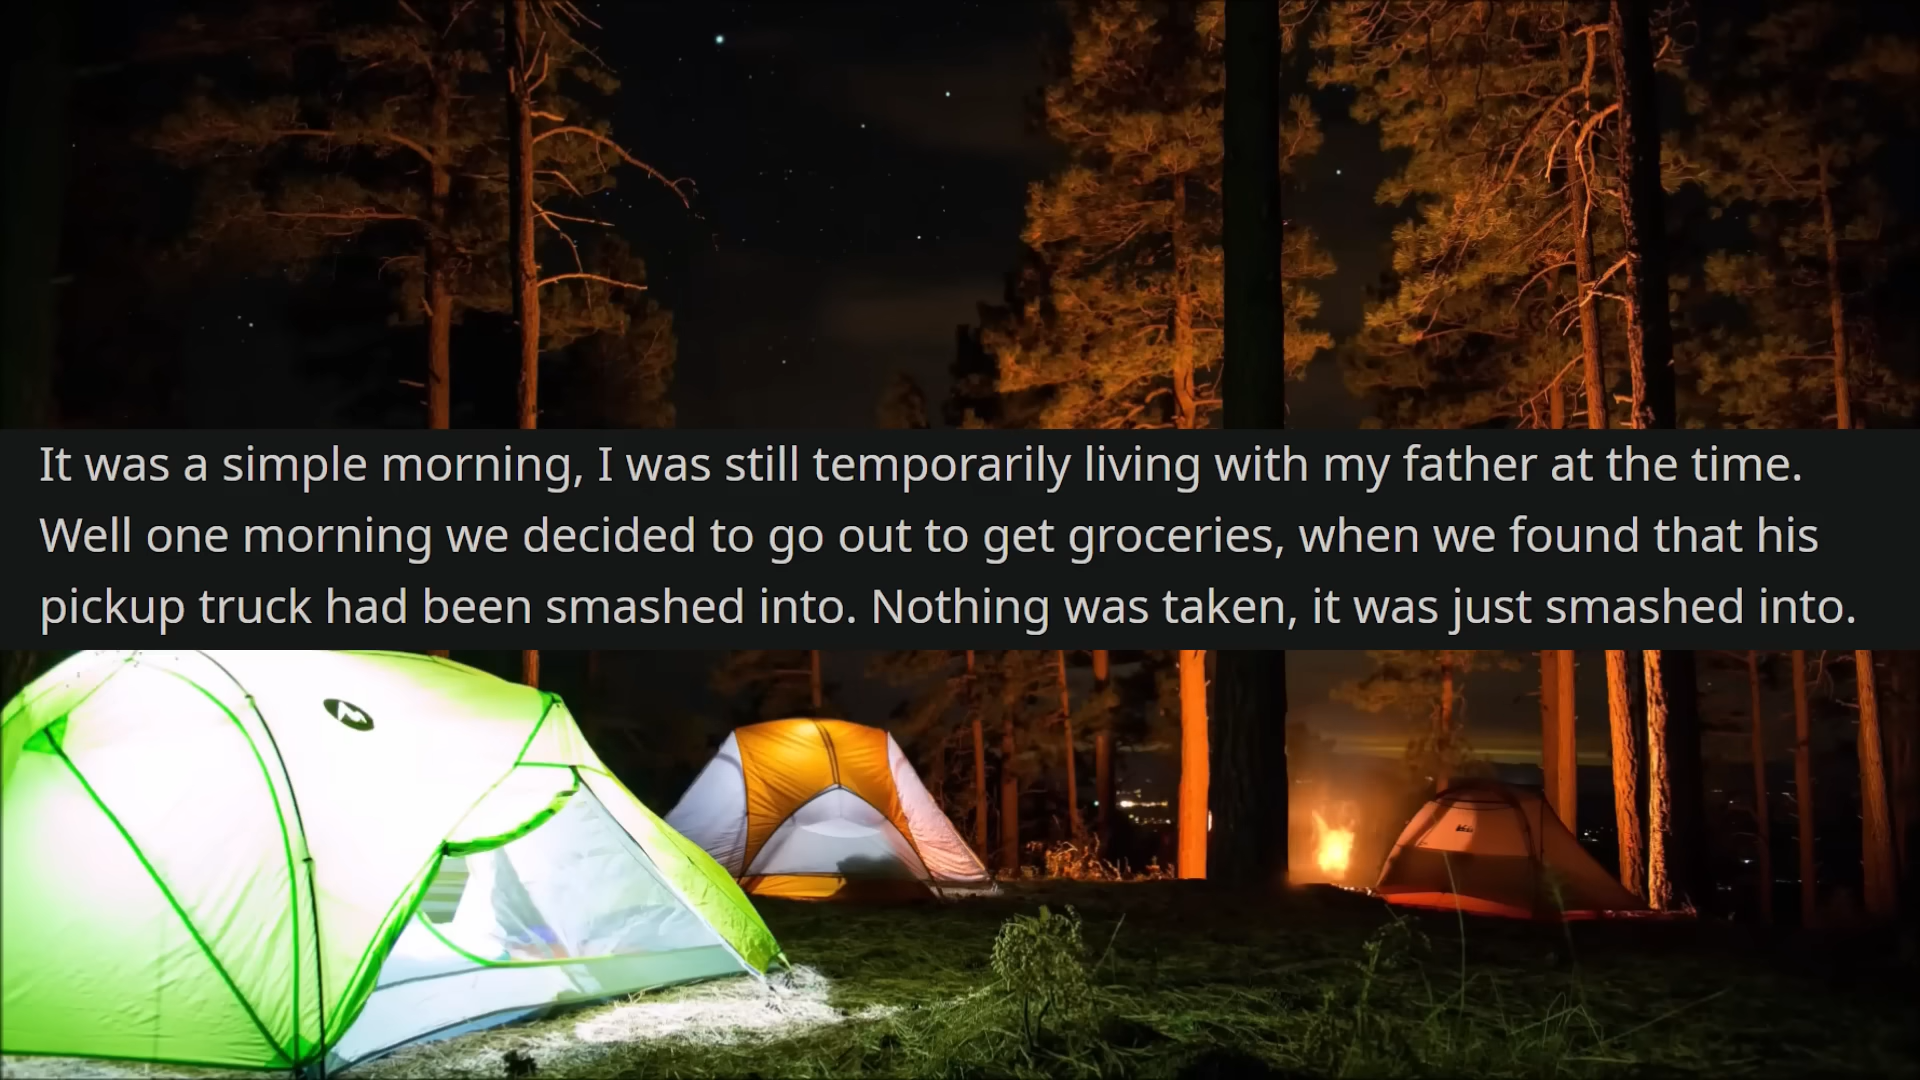 It was a simple morning, I was still temporarily living with my father at the time.
Well one morning we decided to go out to get groceries, when we found that his
pickup truck had been smashed into. Nothing was taken, it was just smashed into.